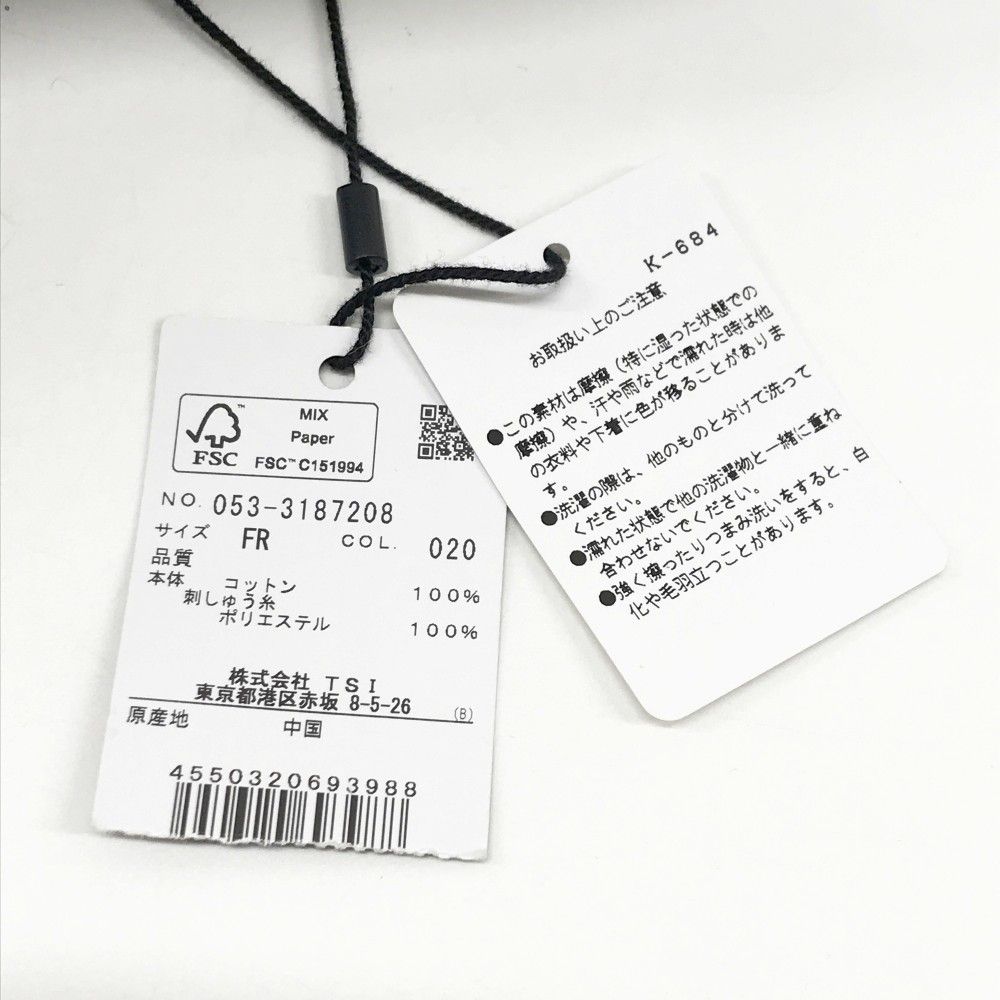 FSC™
MIX
Paper
FSC™ C151994
NO. 053-3187208
サイズ FR COL. 020
品質
本体 コットン 100%
刺しゅう糸
ポリエステル 100%
株式会社 TSI
東京都港区赤坂 8-5-26
(B)
原産地 中国
4550320693988
K-684
お取扱い上のご注意
●この素材は摩擦(特に湿った状態での
摩擦)や、汗や雨などで濡れた時は他
の衣料や下着に色が移ることがありま
す。
●洗濯の際は、他のものと分けて洗って
ください。
●濡れた状態で他の洗濯物と一緒に重ね
合わせないでください。
●強く擦ったりつまみ洗いをすると、白
化や毛羽立つことがあります。